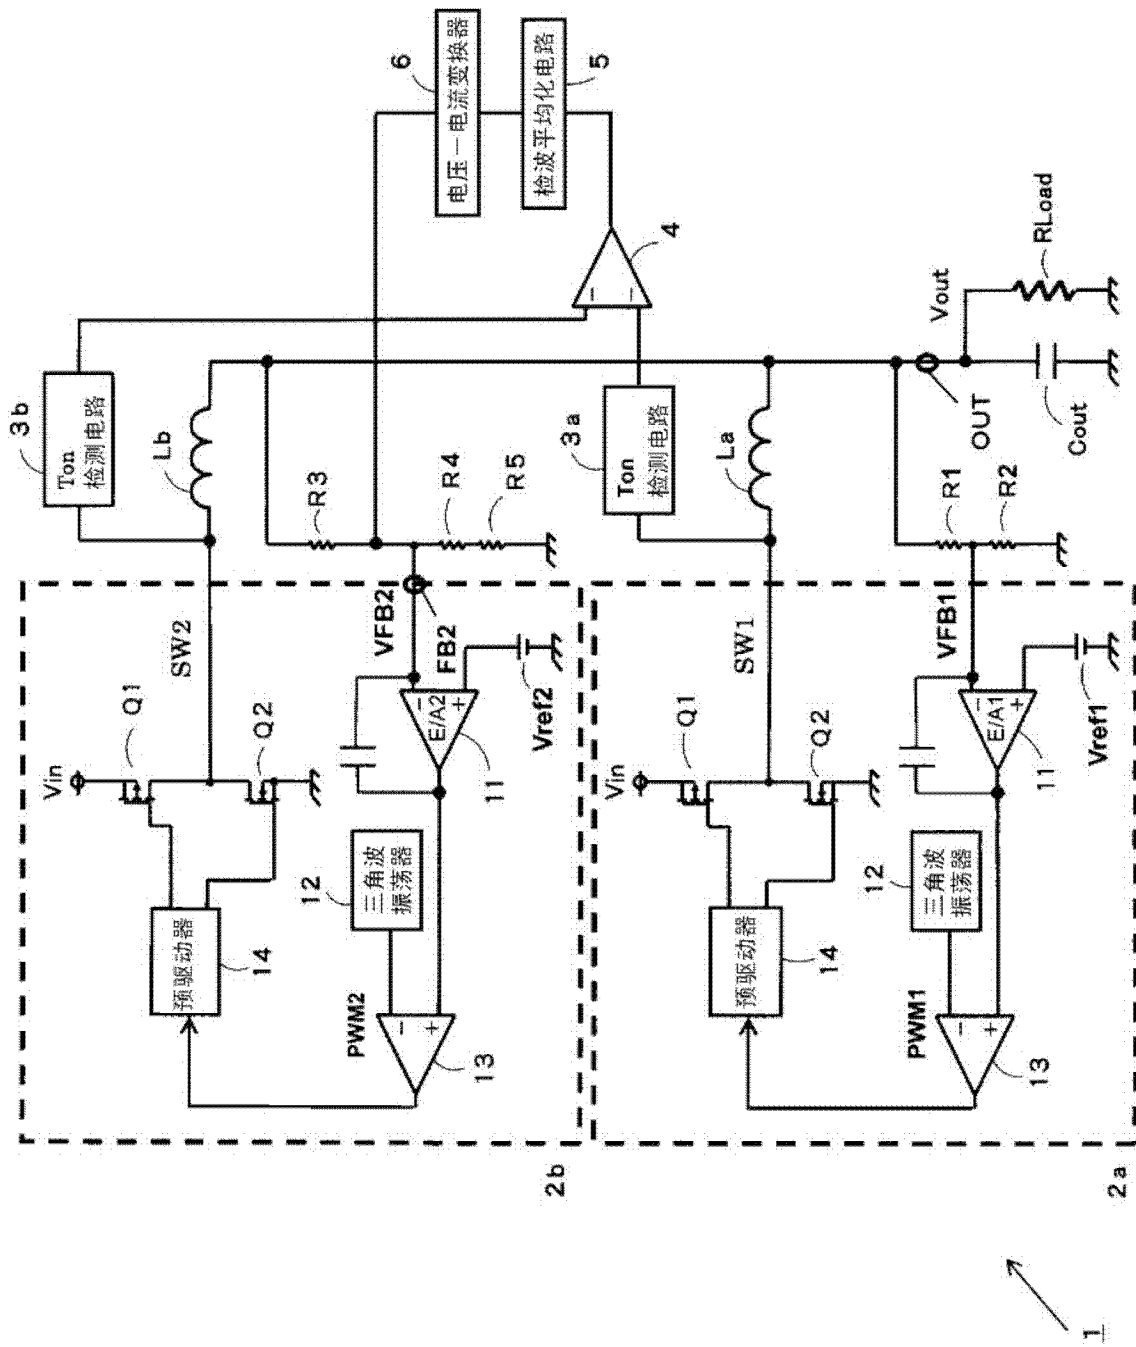 6
电压一电流变换器
5
检波平均化电路
4
3b
Ton
检测电路
Lb
R3
R4
R5
3a
Ton
检测电路
La
R1
R2
Vout
RLoad
OUT
Cout
SW2
Vin
Q1
Q2
VFB2
FB2
E/A2
−
+
11
Vref2
12
三角波
振荡器
预驱动器
14
PWM2
−
+
13
2b
SW1
Vin
Q1
Q2
VFB1
E/A1
−
+
11
Vref1
12
三角波
振荡器
预驱动器
14
PWM1
−
+
13
2a
−
−
1